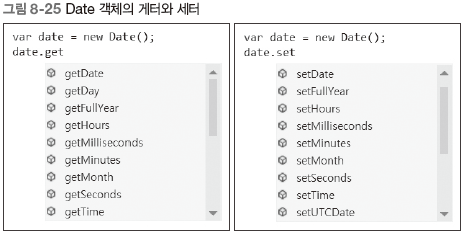 그림 8-25 Date 객체의 게터와 세터
var date = new Date();
date.get
getDate
getDay
getFullYear
getHours
getMilliseconds
getMinutes
getMonth
getSeconds
getTime
var date = new Date();
date.set
setDate
setFullYear
setHours
setMilliseconds
setMinutes
setMonth
setSeconds
setTime
setUTCDate